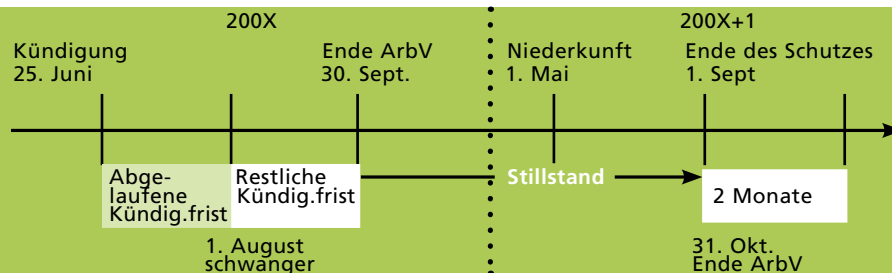 200X
200X+1
Kündigung
25. Juni
Ende ArbV
30. Sept.
Niederkunft
1. Mai
Ende des Schutzes
1. Sept
Abge-
laufene
Kündig.frist
Restliche
Kündig.frist
Stillstand
2 Monate
1. August
schwanger
31. Okt.
Ende ArbV